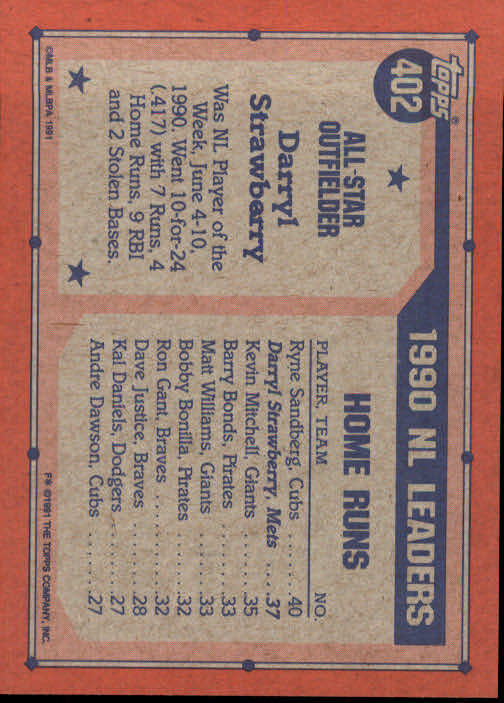 topps®
402
ALL-STAR
OUTFIELDER
Darryl
Strawberry
Was NL Player of the
Week, June 4-10,
1990. Went 10-for-24
(.417) with 7 Runs, 4
Home Runs, 9 RBI
and 2 Stolen Bases.
©MLB & MLBPA 1991
1990 NL LEADERS
HOME RUNS
PLAYER, TEAM NO.
Ryne Sandberg, Cubs ......40
Darryl Strawberry, Mets ...37
Kevin Mitchell, Giants ......35
Barry Bonds, Pirates ........33
Matt Williams, Giants .......33
Bobby Bonilla, Pirates ......32
Ron Gant, Braves ...........32
Dave Justice, Braves ........28
Kal Daniels, Dodgers ........27
Andre Dawson, Cubs .......27
F* ©1991 THE TOPPS COMPANY, INC.